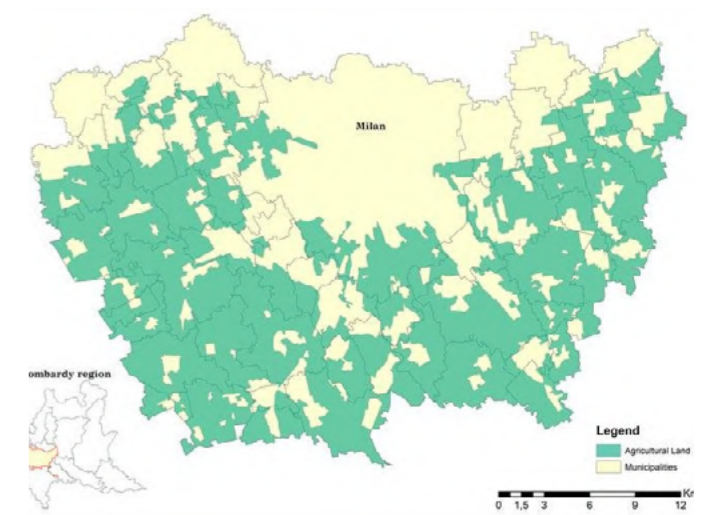 Milan
ombardy region
Legend
Agricultural Land
Municipalities
Kr
0 1,5 3 6 9 12